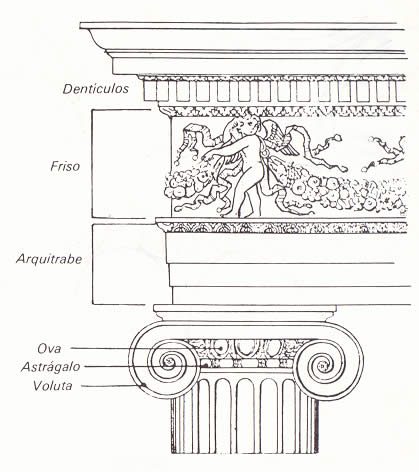 Dentículos
Friso
Arquitrabe
Ova
Astrágalo
Voluta